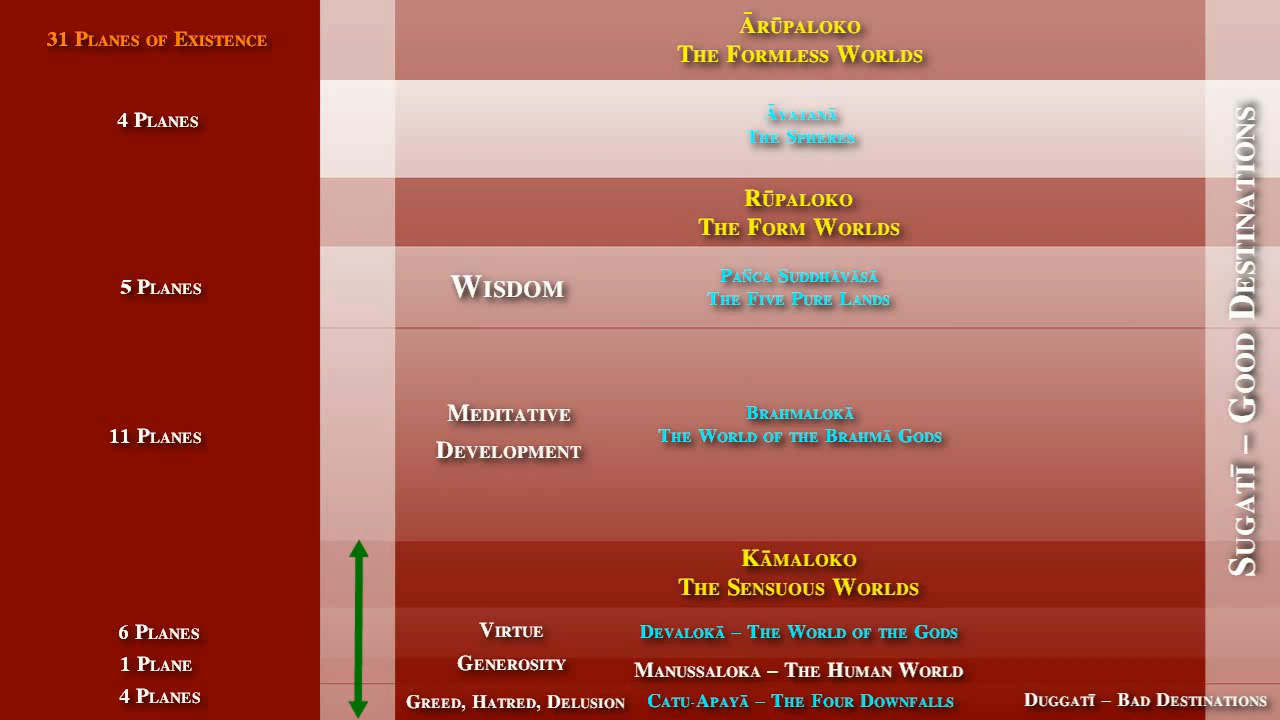 31 Planes of Existence
Ārūpaloko
The Formless Worlds
4 Planes
Āyatanā
The Spheres
Rūpaloko
The Form Worlds
5 Planes
Wisdom
Pañca Suddhāvāsā
The Five Pure Lands
11 Planes
Meditative
Development
Brahmalokā
The World of the Brahmā Gods
Sugatī – Good Destinations
Kāmaloko
The Sensuous Worlds
6 Planes
Virtue
Devalokā – The World of the Gods
1 Plane
Generosity
Manussaloka – The Human World
4 Planes
Greed, Hatred, Delusion
Catu-Apayā – The Four Downfalls
Duggatī – Bad Destinations